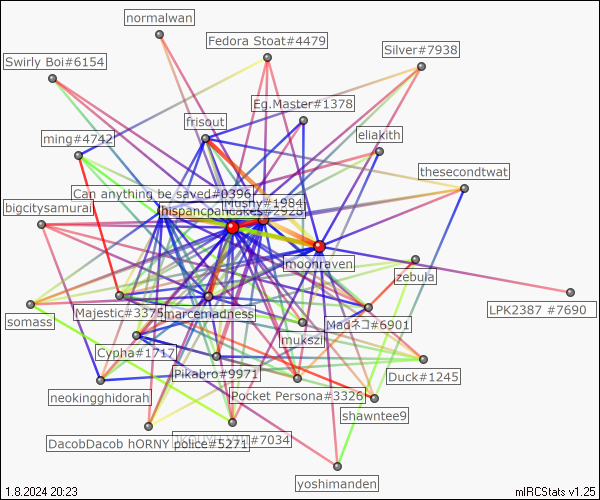 normalwan
Fedora Stoat#4479
Silver#7938
Swirly Boi#6154
Eg.Master#1378
frisout
eliakith
ming#4742
thesecondtwat
Can anything be saved#0396
Mushy#1984
bigcitysamurai
hispancpancakes#2928
moonraven
zebula
LPK2387 #7690
Majestic#3375
marcemadness
somass
Madネコ#6901
mukszii
Cypha#1717
Pikabro#9971
Duck#1245
neokingghidorah
Pocket Persona#3326
shawntee9
DacobDacob hORNY police#5271
#7034
yoshimanden
1.8.2024 20:23
mIRCStats v1.25